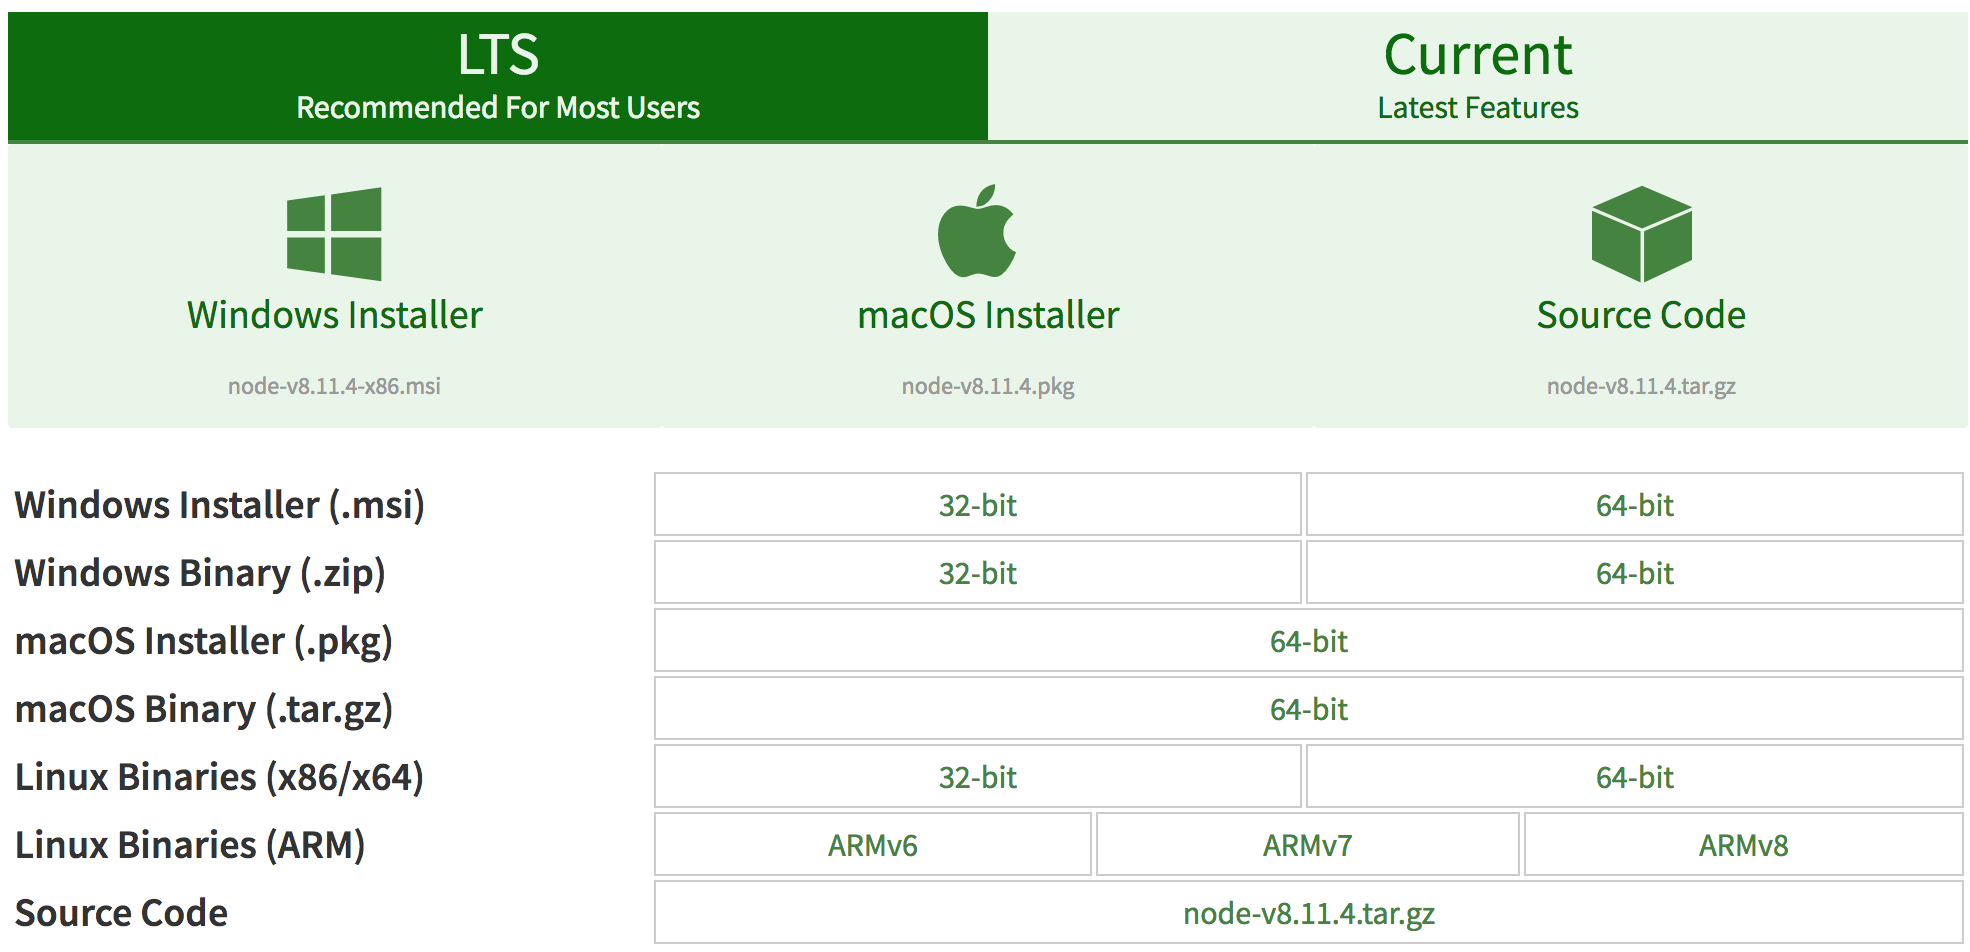 LTS
Recommended For Most Users
Current
Latest Features
Windows Installer
node-v8.11.4-x86.msi
macOS Installer
node-v8.11.4.pkg
Source Code
node-v8.11.4.tar.gz
Windows Installer (.msi) 32-bit 64-bit
Windows Binary (.zip) 32-bit 64-bit
macOS Installer (.pkg) 64-bit
macOS Binary (.tar.gz) 64-bit
Linux Binaries (x86/x64) 32-bit 64-bit
Linux Binaries (ARM) ARMv6 ARMv7 ARMv8
Source Code node-v8.11.4.tar.gz